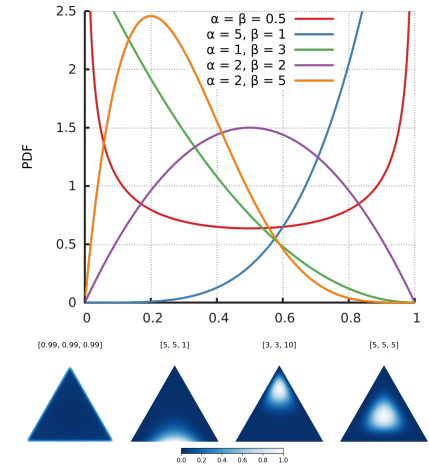 2.5
α = β = 0.5
α = 5, β = 1
α = 1, β = 3
α = 2, β = 2
α = 2, β = 5
2
1.5
PDF
1
0.5
0
0 0.2 0.4 0.6 0.8 1
[0.99, 0.99, 0.99] [5, 5, 1] [3, 3, 10] [5, 5, 5]
0.0 0.2 0.4 0.6 0.8 1.0